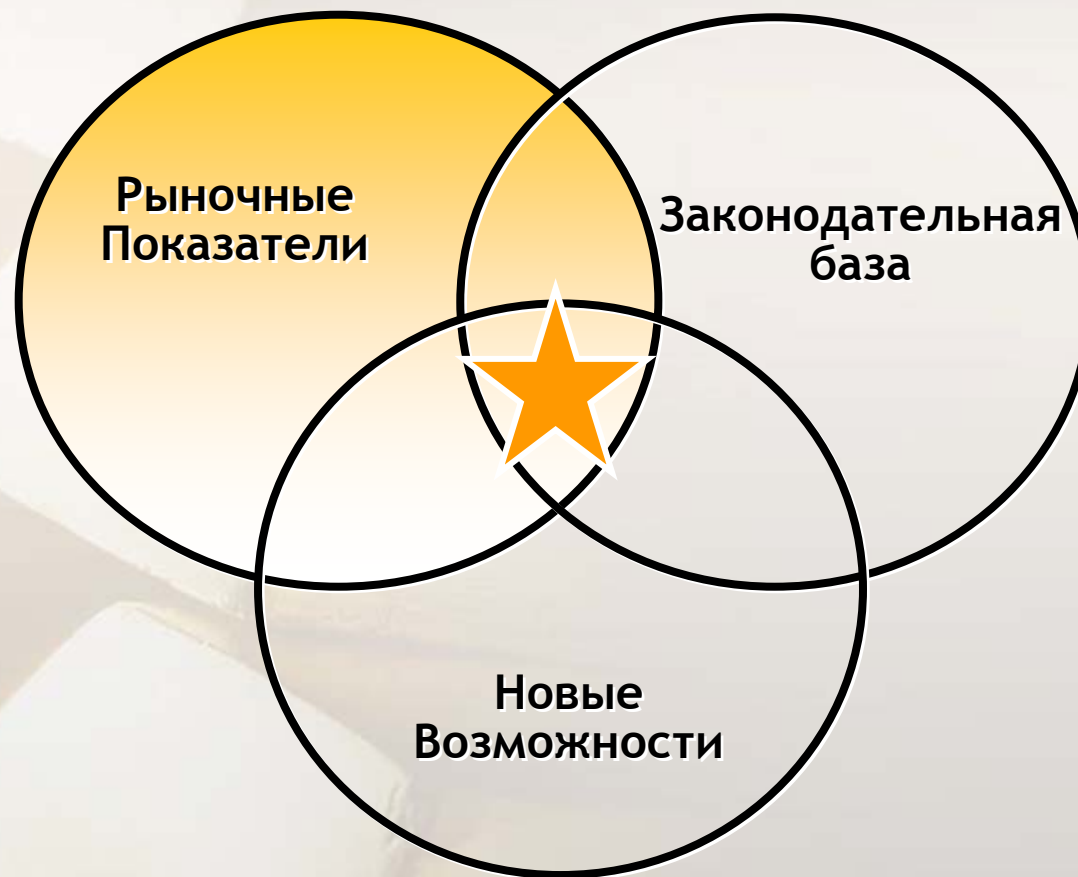 Рыночные
Показатели
Законодательная
база
Новые
Возможности